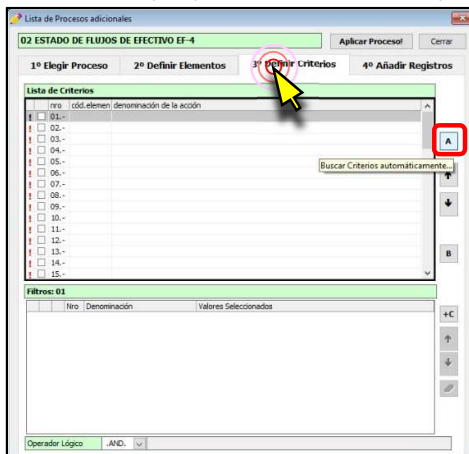 Lista de Procesos adicionales
02 ESTADO DE FLUJOS DE EFECTIVO EF-4
Aplicar Proceso! Cerrar
1º Elegir Proceso 2º Definir Elementos 3º Definir Criterios 4º Añadir Registros
Lista de Criterios
nro cód.elemen denominación de la acción
! 01.-
! 02.-
! 03.-
A
! 04.-
! 05.-
Buscar Criterios automáticamente...
! 06.-
! 07.-
! 08.-
! 09.-
! 10.-
! 11.-
! 12.-
! 13.-
B
! 14.-
! 15.-
Filtros: 01
Nro Denominación Valores Seleccionados
+C
Operador Lógico .AND.